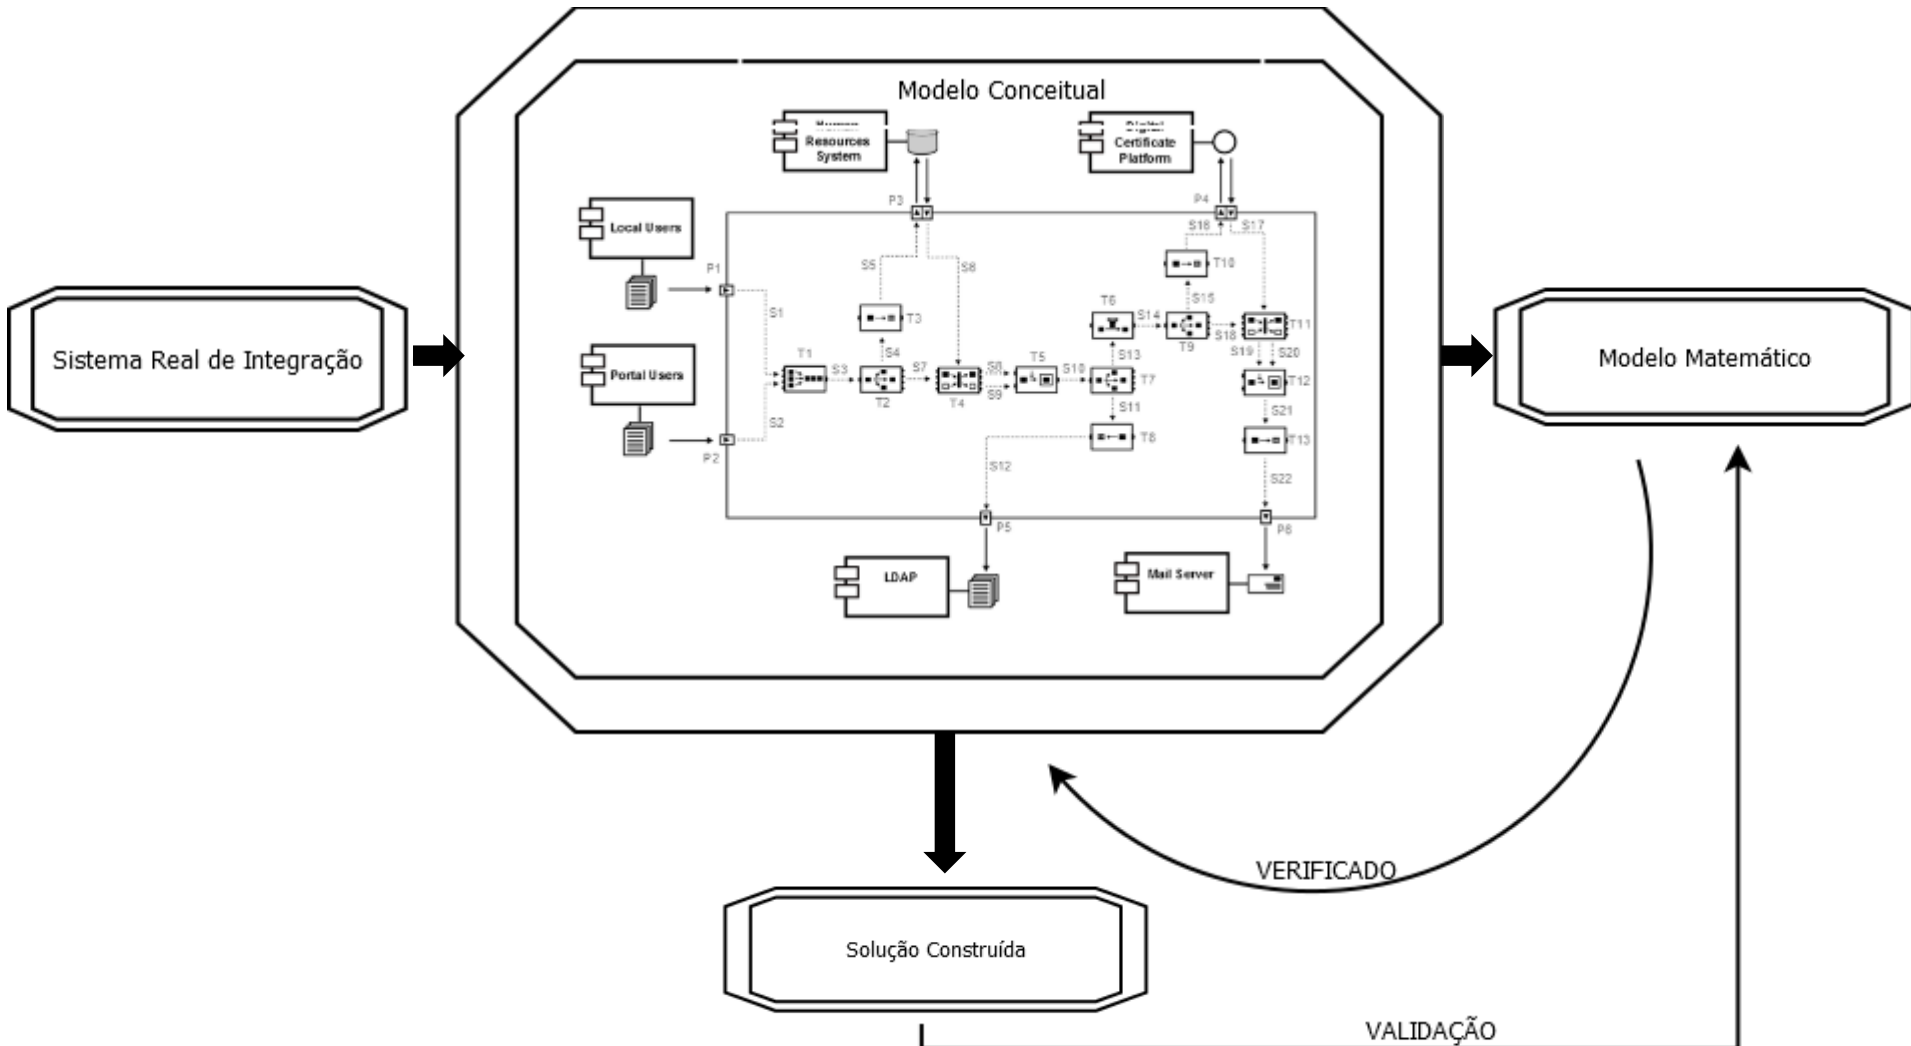 Modelo Conceitual
Resources
System
Certificate
Platform
P3
P4
Local Users
S16
S17
P1
S5
S6
T10
S1
T3
T6
S14
S15
T11
T9
S18
S19
S20
Sistema Real de Integração
Modelo Matemático
Portal Users
T1
S3
S4
S7
T2
T4
S8
S9
T5
S10
S13
T7
T12
S2
S11
S21
P2
T8
T13
S12
S22
P5
P6
LDAP
Mail Server
VERIFICADO
Solução Construída
VALIDAÇÃO